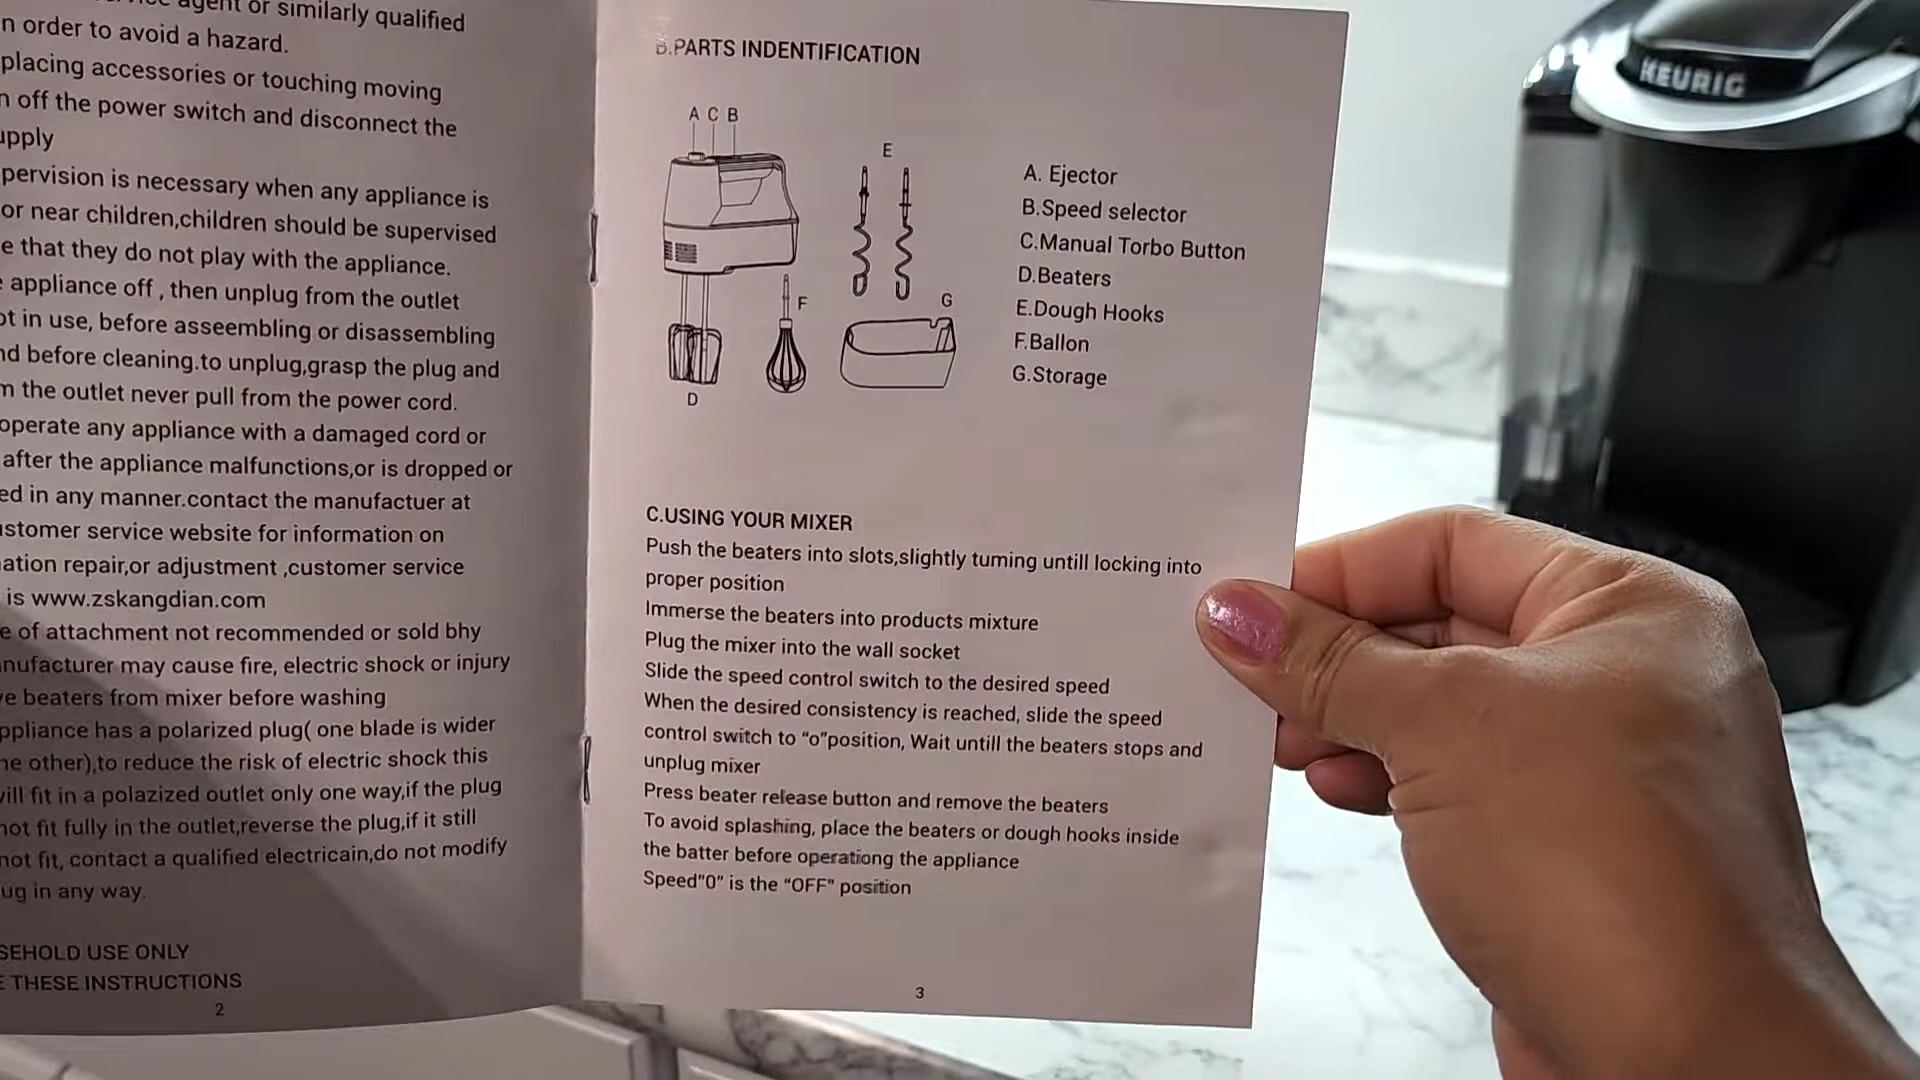 agent or similarly qualified
n order to avoid a hazard.
placing accessories or touching moving
n off the power switch and disconnect the
upply
pervision is necessary when any appliance is
or near children,children should be supervised
e that they do not play with the appliance.
e appliance off , then unplug from the outlet
ot in use, before asseembling or disassembling
nd before cleaning.to unplug,grasp the plug and
m the outlet never pull from the power cord.
operate any appliance with a damaged cord or
after the appliance malfunctions,or is dropped or
ed in any manner.contact the manufactuer at
ustomer service website for information on
ation repair,or adjustment ,customer service
is www.zskangdian.com
e of attachment not recommended or sold bhy
nufacturer may cause fire, electric shock or injury
ve beaters from mixer before washing
ppliance has a polarized plug( one blade is wider
he other),to reduce the risk of electric shock this
will fit in a polazized outlet only one way,if the plug
not fit fully in the outlet,reverse the plug,if it still
not fit, contact a qualified electricain,do not modify
ug in any way.
SEHOLD USE ONLY
E THESE INSTRUCTIONS
2
B.PARTS INDENTIFICATION
A C B
E
F
G
D
A. Ejector
B.Speed selector
C.Manual Torbo Button
D.Beaters
E.Dough Hooks
F.Ballon
G.Storage
C.USING YOUR MIXER
Push the beaters into slots,slightly tuming untill locking into
proper position
Immerse the beaters into products mixture
Plug the mixer into the wall socket
Slide the speed control switch to the desired speed
When the desired consistency is reached, slide the speed
control switch to “o”position, Wait untill the beaters stops and
unplug mixer
Press beater release button and remove the beaters
To avoid splashing, place the beaters or dough hooks inside
the batter before operationg the appliance
Speed"0" is the “OFF" position
3
KEURIG